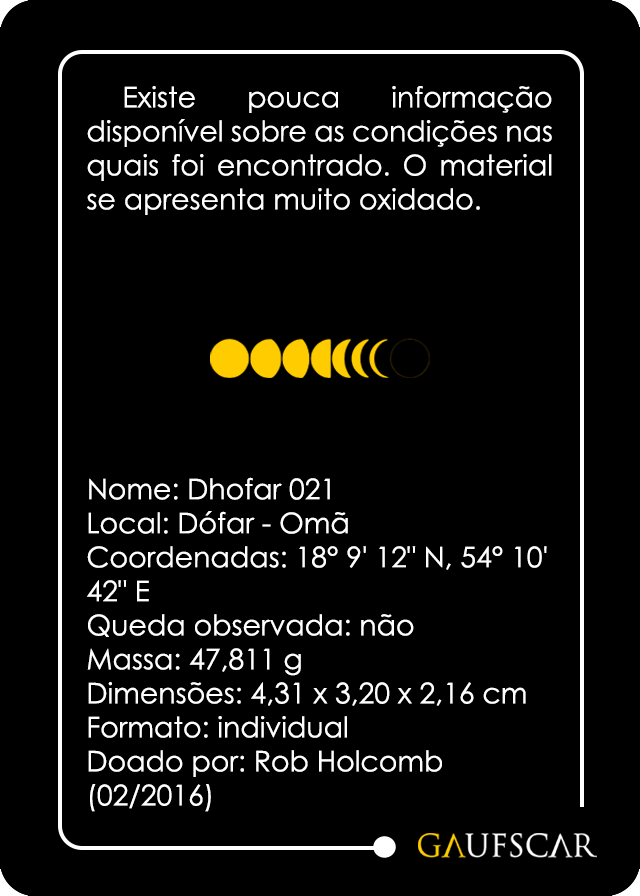 Existe pouca informação
disponível sobre as condições nas
quais foi encontrado. O material
se apresenta muito oxidado.
Nome: Dhofar 021
Local: Dófar - Omã
Coordenadas: 18º 9' 12" N, 54º 10'
42" E
Queda observada: não
Massa: 47,811 g
Dimensões: 4,31 x 3,20 x 2,16 cm
Formato: individual
Doado por: Rob Holcomb
(02/2016)
GAUFSCAR